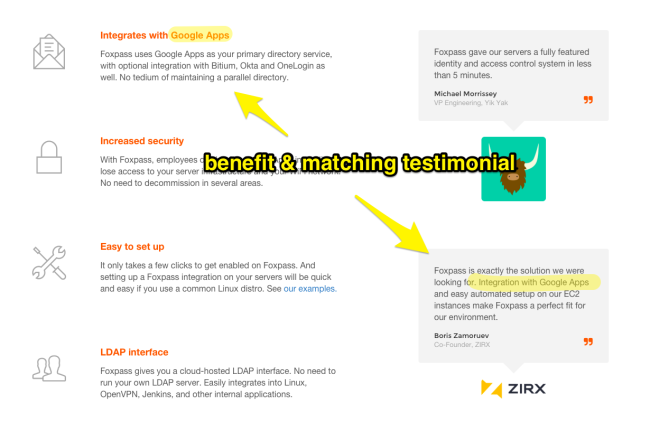 Integrates with Google Apps
Foxpass uses Google Apps as your primary directory service,
with optional integration with Bitium, Okta and OneLogin as
well. No tedium of maintaining a parallel directory.
Increased security
With Foxpass, employees
lose access to your server infrastructure and your
No need to decommission in several areas.
Easy to set up
It only takes a few clicks to get enabled on Foxpass. And
setting up a Foxpass integration on your servers will be quick
and easy if you use a common Linux distro. See our examples.
LDAP interface
Foxpass gives you a cloud-hosted LDAP interface. No need to
run your own LDAP server. Easily integrates into Linux,
OpenVPN, Jenkins, and other internal applications.
benefit & matching testimonial
Foxpass gave our servers a fully featured
identity and access control system in less
than 5 minutes.
Michael Morrissey
VP Engineering, Yik Yak
Foxpass is exactly the solution we were
looking for. Integration with Google Apps
and easy automated setup on our EC2
instances make Foxpass a perfect fit for
our environment.
Boris Zamoruev
Co-Founder, ZIRX
ZIRX